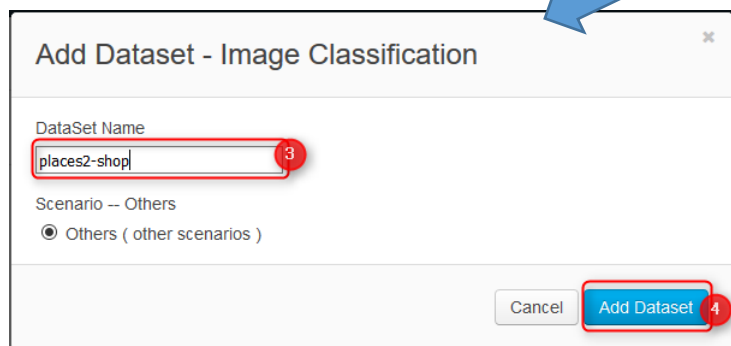 Add Dataset - Image Classification
×
DataSet Name
places2-shop
3
Scenario -- Others
Others ( other scenarios )
Cancel
Add Dataset
4